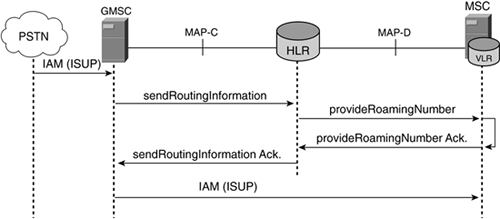 PSTN
GMSC
MAP-C
HLR
MAP-D
MSC
VLR
IAM (ISUP)
sendRoutingInformation
provideRoamingNumber
provideRoamingNumber Ack.
sendRoutingInformation Ack.
IAM (ISUP)